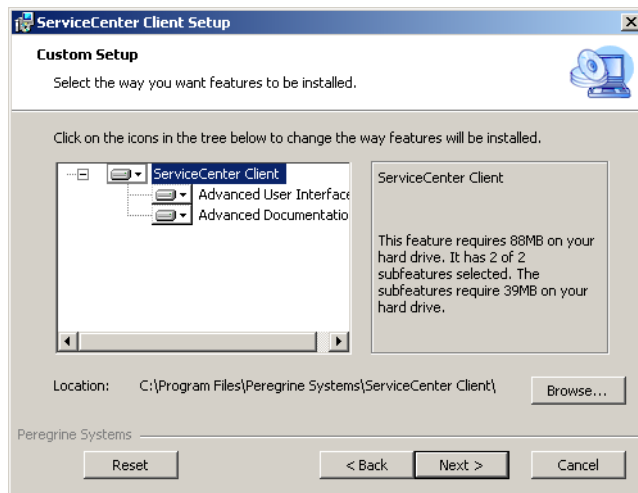 ServiceCenter Client Setup
Custom Setup
Select the way you want features to be installed.
Click on the icons in the tree below to change the way features will be installed.
ServiceCenter Client
Advanced User Interface
Advanced Documentatio
ServiceCenter Client
This feature requires 88MB on your
hard drive. It has 2 of 2
subfeatures selected. The
subfeatures require 39MB on your
hard drive.
Location: C:\Program Files\Peregrine Systems\ServiceCenter Client\
Browse...
Peregrine Systems
Reset
< Back
Next >
Cancel